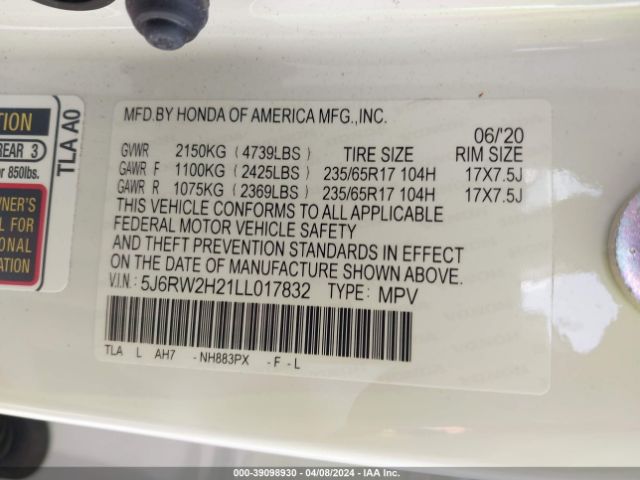 TION
REAR 3
r 850lbs.
WNER'S
L FOR
ONAL
ATION
TLA A0
MFD.BY HONDA OF AMERICA MFG.,INC.
06/'20
GVWR 2150KG (4739LBS) TIRE SIZE RIM SIZE
GAWR F 1100KG (2425LBS) 235/65R17 104H 17X7.5J
GAWR R 1075KG (2369LBS) 235/65R17 104H 17X7.5J
THIS VEHICLE CONFORMS TO ALL APPLICABLE
FEDERAL MOTOR VEHICLE SAFETY
AND THEFT PREVENTION STANDARDS IN EFFECT
ON THE DATE OF MANUFACTURE SHOWN ABOVE.
V.I.N.: 5J6RW2H21LL017832 TYPE: MPV
TLA L AH7 - NH883PX - F - L
000-39098930 - 04/08/2024 - IAA Inc.